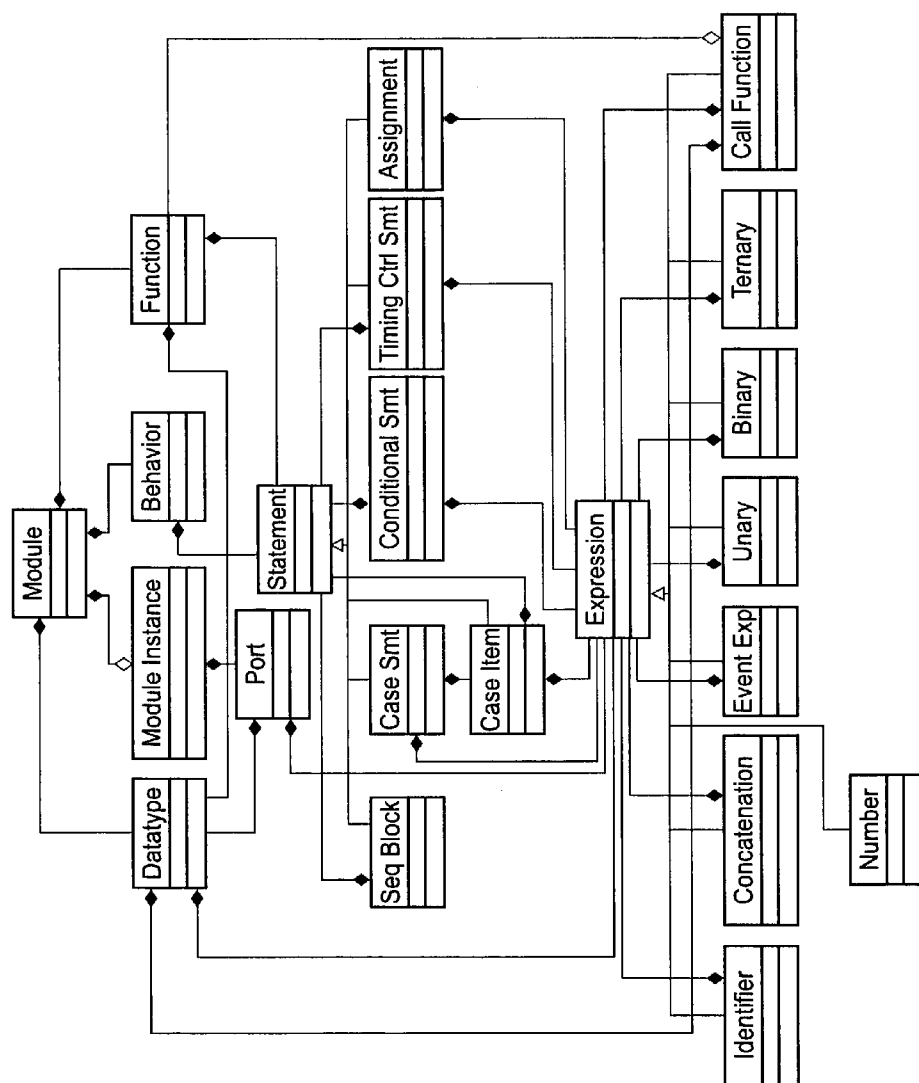 Module
Datatype
Module Instance
Behavior
Function
Port
Statement
Seq Block
Case Smt
Conditional Smt
Timing Ctrl Smt
Assignment
Case Item
Expression
Identifier
Concatenation
Event Exp
Unary
Binary
Ternary
Call Function
Number